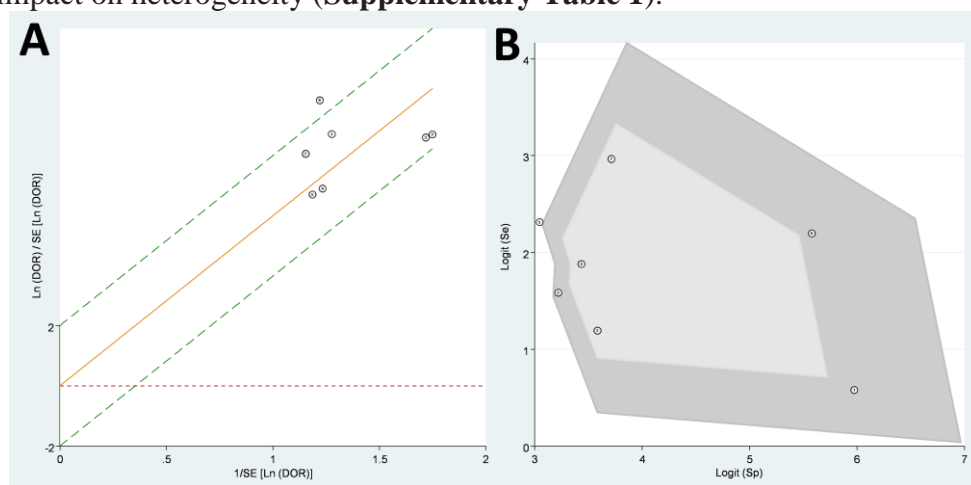 impact on heterogeneity (Supplementary Table 1).
A
B
Ln (DOR) / SE [Ln (DOR)]
2
-2
0
.5
1
1.5
2
1/SE [Ln (DOR)]
Logit (Se)
4
3
2
1
0
3
4
5
6
7
Logit (Sp)